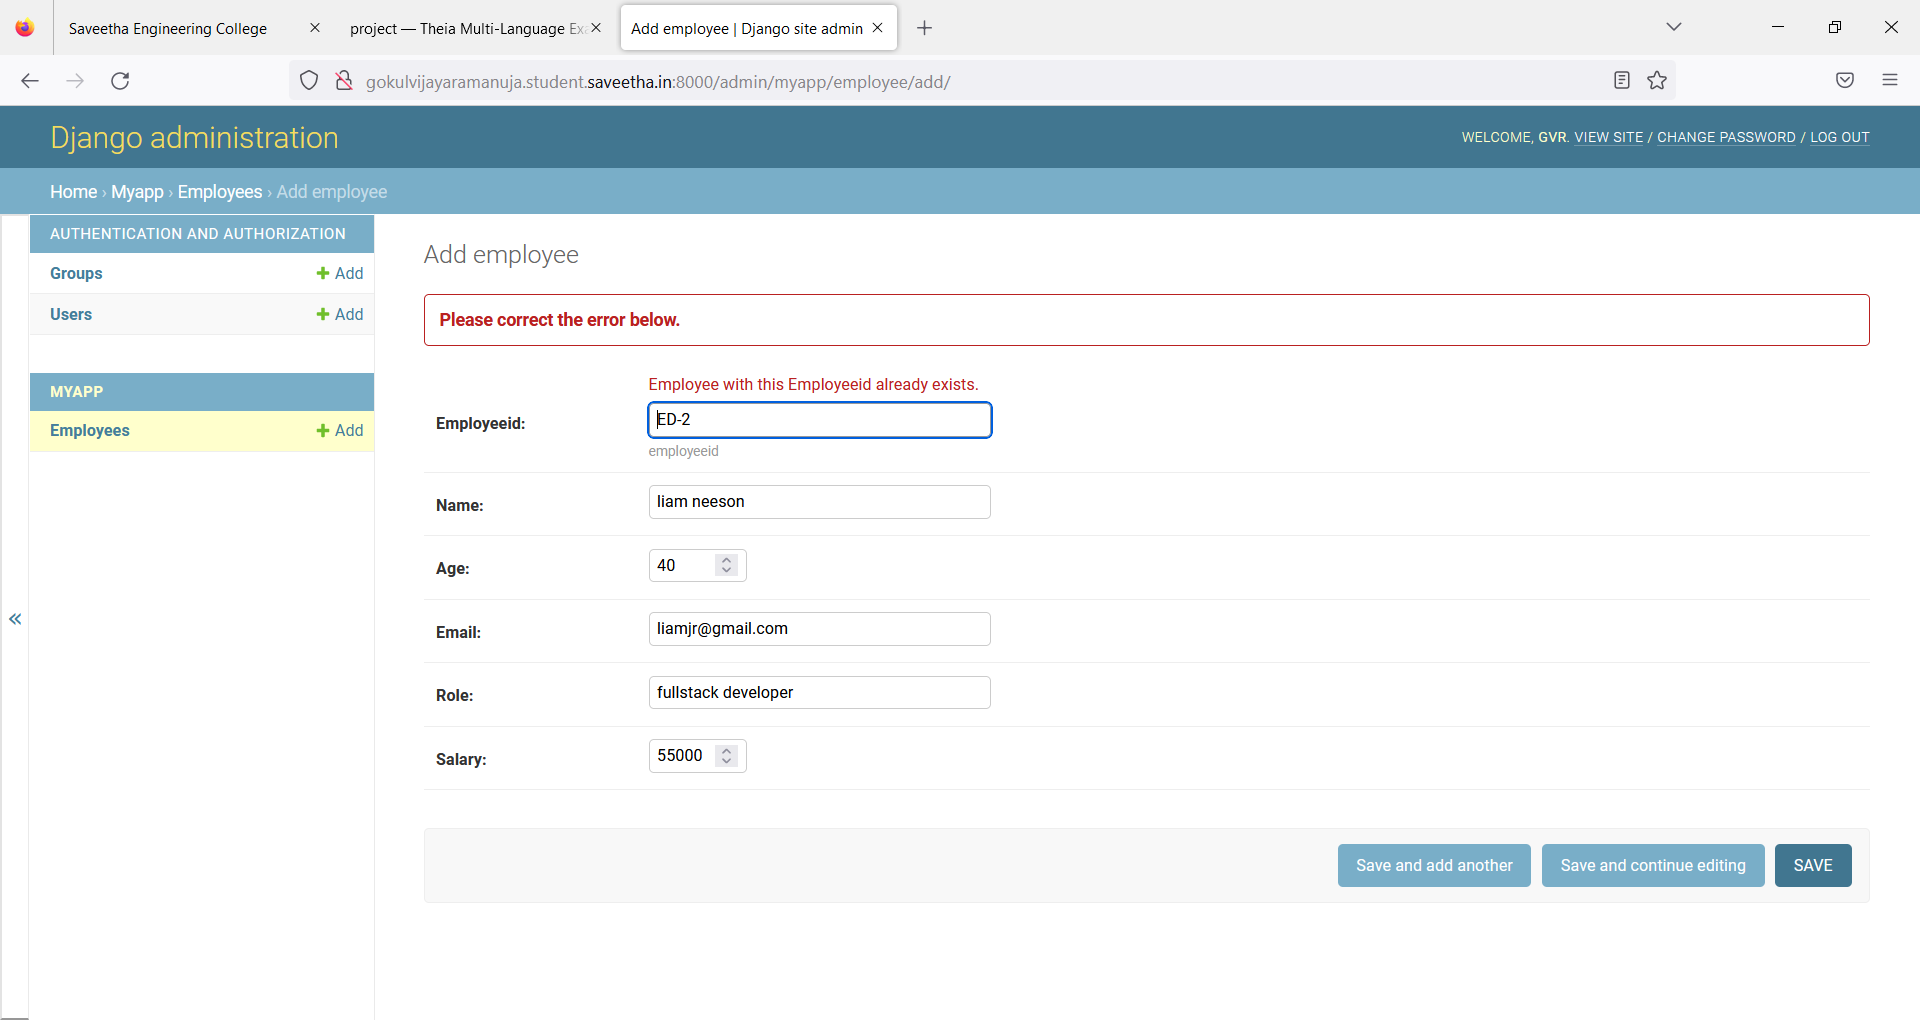 Saveetha Engineering College
project — Theia Multi-Language Ex
Add employee | Django site admin
gokulvijayaramanuja.student.saveetha.in:8000/admin/myapp/employee/add/
Django administration
WELCOME, GVR. VIEW SITE / CHANGE PASSWORD / LOG OUT
Home › Myapp › Employees › Add employee
AUTHENTICATION AND AUTHORIZATION
Groups + Add
Users + Add
MYAPP
Employees + Add
«
Add employee
Please correct the error below.
Employee with this Employeeid already exists.
Employeeid: ED-2
employeeid
Name: liam neeson
Age: 40
Email: liamjr@gmail.com
Role: fullstack developer
Salary: 55000
Save and add another
Save and continue editing
SAVE